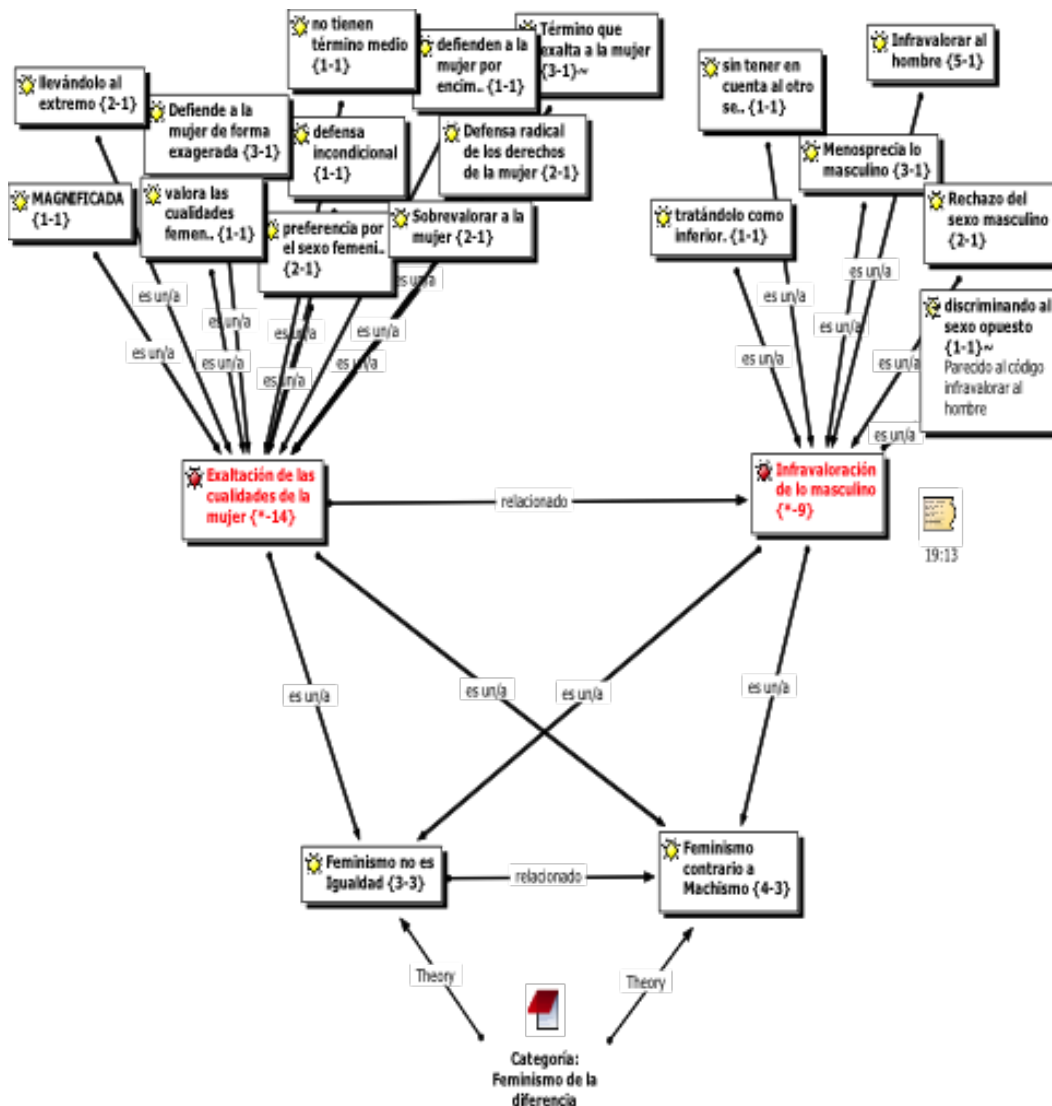 no tienen
término medio
{1-1}
defienden a la
mujer por
encim.. {1-1}
Término que
exalta a la mujer
{3-1}~
llevándolo al
extremo {2-1}
Defiende a la
mujer de forma
exagerada {3-1}
defensa
incondicional
{1-1}
Defensa radical
de los derechos
de la mujer {2-1}
MAGNIFICADA
{1-1}
valora las
cualidades
femen.. {1-1}
preferencia por
el sexo femeni..
{2-1}
Sobrevalorar a la
mujer {2-1}
Infravalorar al
hombre {5-1}
sin tener en
cuenta al otro
se.. {1-1}
Menosprecia lo
masculino {3-1}
Rechazo del
sexo masculino
{2-1}
tratándolo como
inferior. {1-1}
discriminando al
sexo opuesto
{1-1}~
Parecido al código
infravalorar al
hombre
es un/a
es un/a
es un/a
es un/a
es un/a
es un/a
es un/a
es un/a
es un/a
es un/a
es un/a
es un/a
es un/a
es un/a
Exaltación de las
cualidades de la
mujer {*-14}
relacionado
Infravaloración
de lo masculino
{*-9}
19:13
es un/a
es un/a
es un/a
es un/a
Feminismo no es
Igualdad {3-3}
relacionado
Feminismo
contrario a
Machismo {4-3}
Theory
Theory
Categoría:
Feminismo de la
diferencia